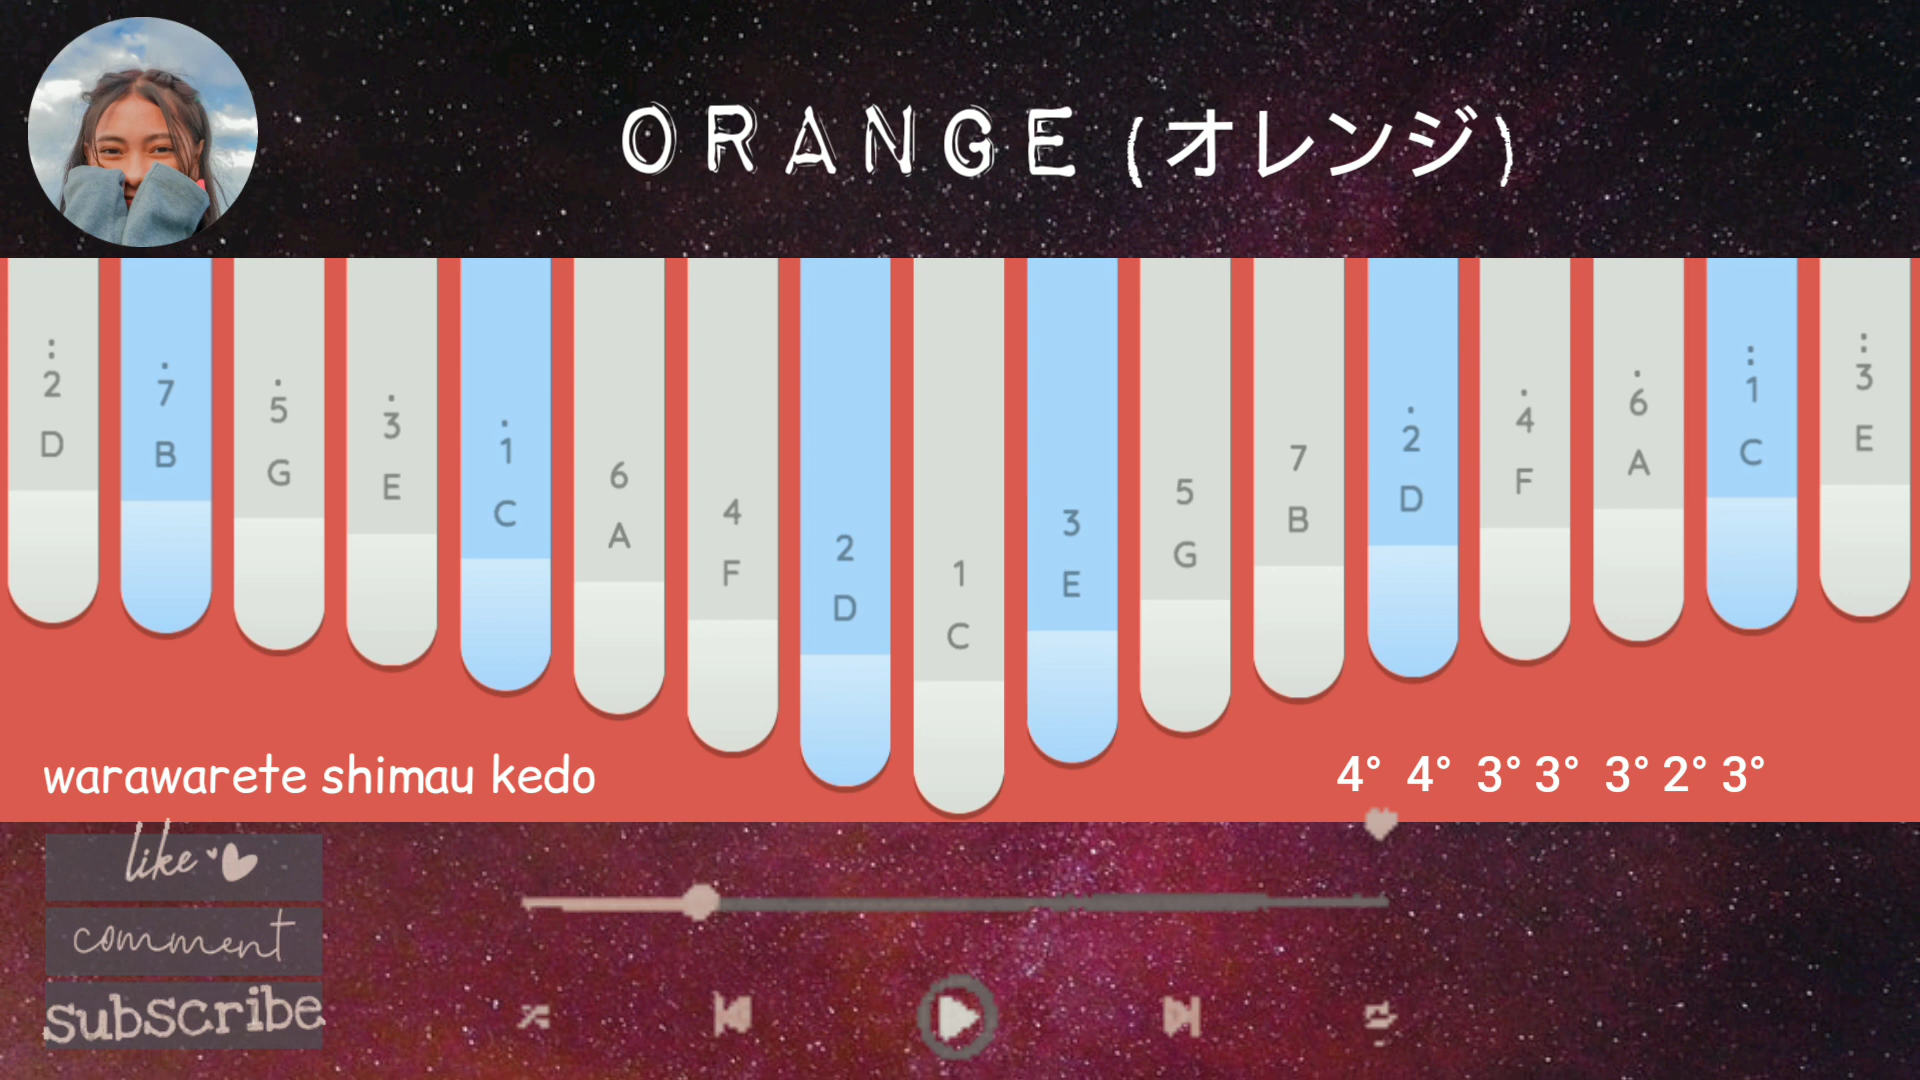 ORANGE (オレンジ)
2 7 5 3 1 6 4 2 1 3 5 7 2 4 6 1 3
D B G E C A F D C E G B D F A C E
warawarete shimau kedo 4° 4° 3° 3° 3° 2° 3°
like
comment
subscribe